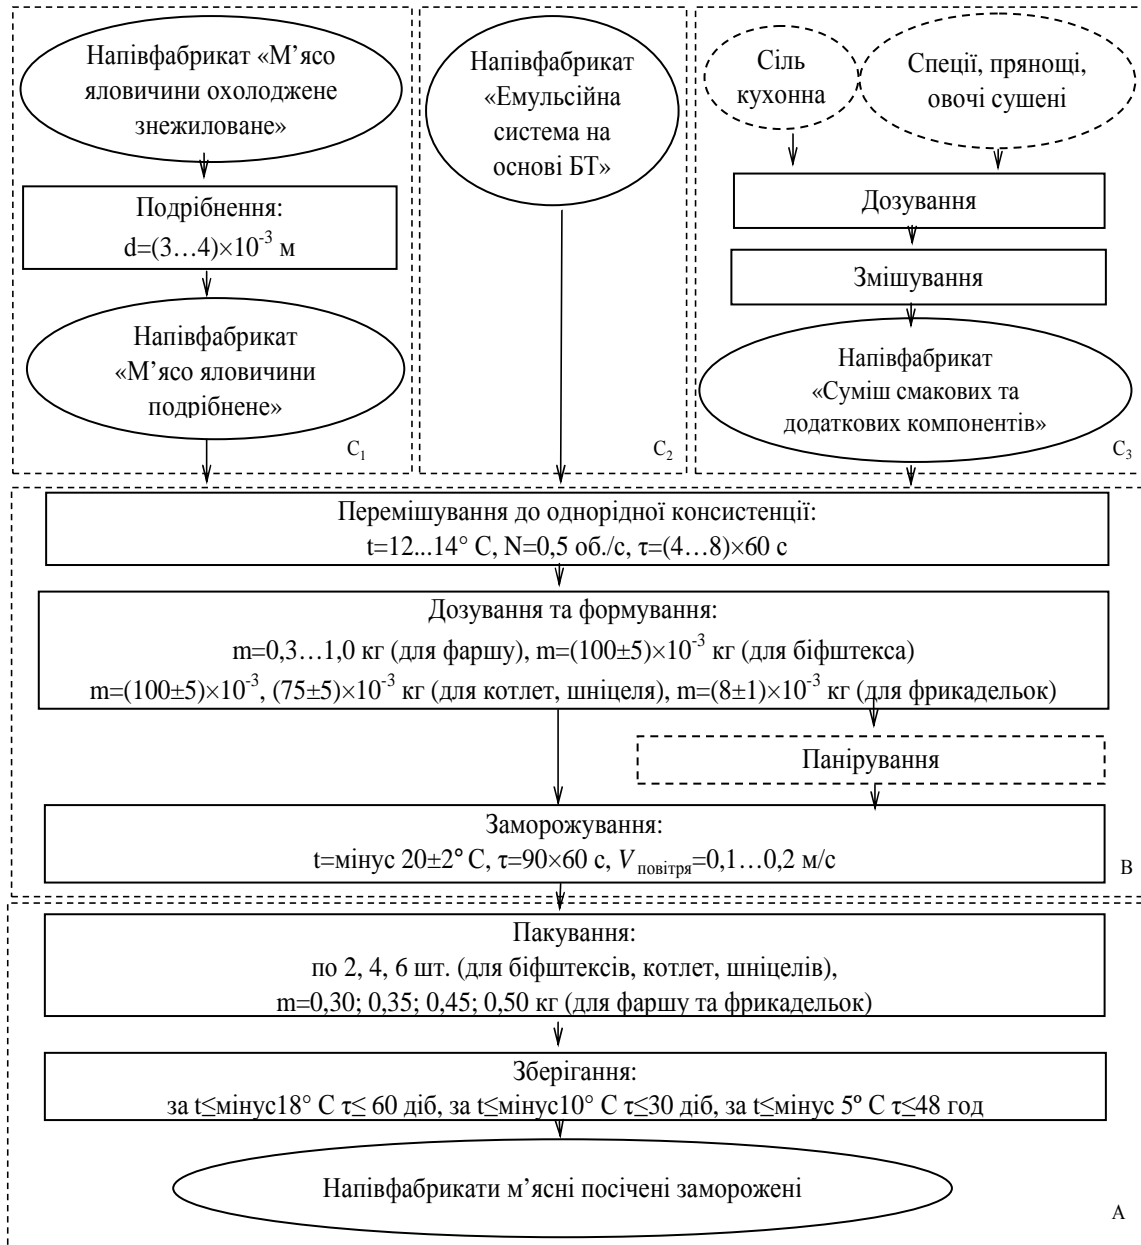 Напівфабрикат «М’ясо
яловичини охолоджене
знежиловане»
Подрібнення:
d=(3…4)×10⁻³ м
Напівфабрикат
«М’ясо яловичини
подрібнене»
С₁
Напівфабрикат
«Емульсійна
система на
основі БТ»
С₂
Сіль
кухонна
Спеції, прянощі,
овочі сушені
Дозування
Змішування
Напівфабрикат
«Суміш смакових та
додаткових компонентів»
С₃
Перемішування до однорідної консистенції:
t=12...14° С, N=0,5 об./с, τ=(4…8)×60 с
Дозування та формування:
m=0,3…1,0 кг (для фаршу), m=(100±5)×10⁻³ кг (для біфштекса)
m=(100±5)×10⁻³, (75±5)×10⁻³ кг (для котлет, шніцеля), m=(8±1)×10⁻³ кг (для фрикадельок)
Панірування
Заморожування:
t=мінус 20±2° С, τ=90×60 с, V повітря=0,1…0,2 м/с
В
Пакування:
по 2, 4, 6 шт. (для біфштексів, котлет, шніцелів),
m=0,30; 0,35; 0,45; 0,50 кг (для фаршу та фрикадельок)
Зберігання:
за t≤мінус18° С τ≤ 60 діб, за t≤мінус10° С τ≤30 діб, за t≤мінус 5° С τ≤48 год
Напівфабрикати м’ясні посічені заморожені
А